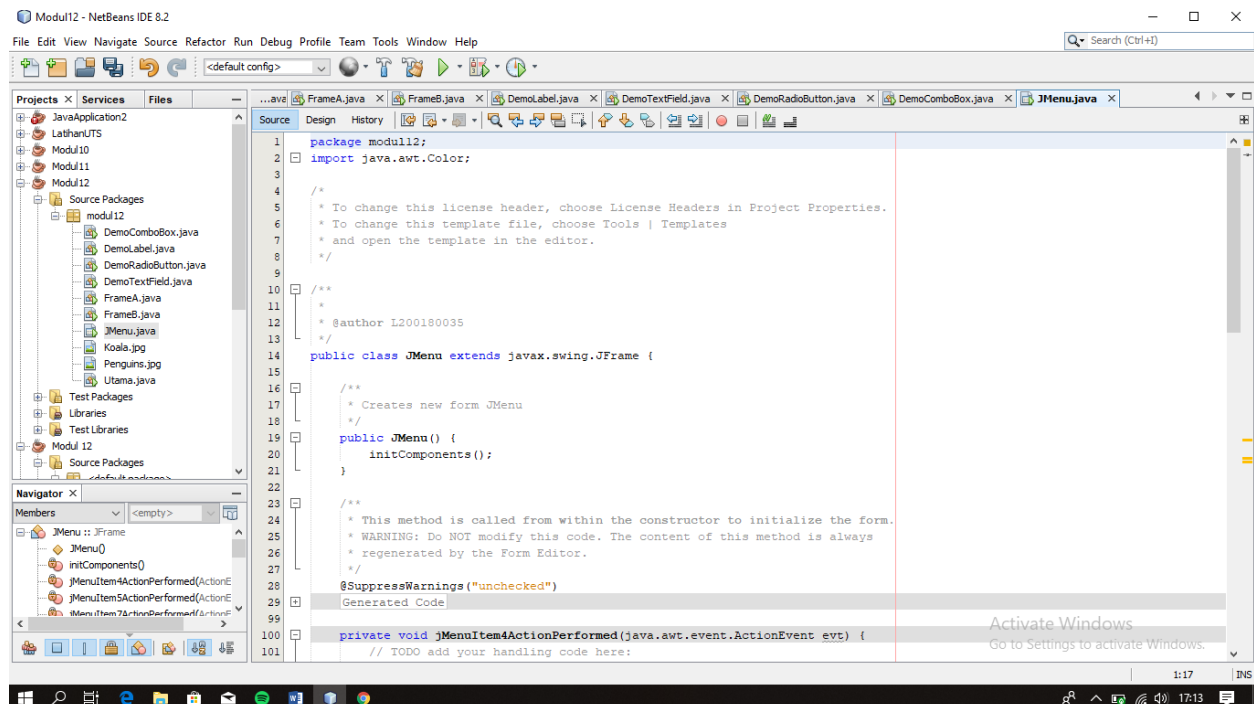 Modul12 - NetBeans IDE 8.2
File Edit View Navigate Source Refactor Run Debug Profile Team Tools Window Help
Search (Ctrl+I)
<default config>
Projects Services Files
...ava FrameA.java FrameB.java DemoLabel.java DemoTextField.java DemoRadioButton.java DemoComboBox.java JMenu.java
JavaApplication2
LathanUTS
Modul10
Modul11
Modul12
Source Packages
modul12
DemoComboBox.java
DemoLabel.java
DemoRadioButton.java
DemoTextField.java
FrameA.java
FrameB.java
JMenu.java
Koala.jpg
Penguins.jpg
Utama.java
Test Packages
Libraries
Test Libraries
Modul 12
Source Packages
<default package>
Navigator
Members <empty>
JMenu :: JFrame
JMenu()
initComponents()
jMenuItem4ActionPerformed(ActionE
jMenuItem5ActionPerformed(ActionE
jMenuItem7ActionPerformed(ActionE
Source Design History
1 package modul12;
2 import java.awt.Color;
3
4 /*
5 * To change this license header, choose License Headers in Project Properties.
6 * To change this template file, choose Tools | Templates
7 * and open the template in the editor.
8 */
9
10 /**
11 *
12 * @author L200180035
13 */
14 public class JMenu extends javax.swing.JFrame {
15
16 /**
17 * Creates new form JMenu
18 */
19 public JMenu() {
20 initComponents();
21 }
22
23 /**
24 * This method is called from within the constructor to initialize the form.
25 * WARNING: Do NOT modify this code. The content of this method is always
26 * regenerated by the Form Editor.
27 */
28 @SuppressWarnings("unchecked")
29 Generated Code
99
100 private void jMenuItem4ActionPerformed(java.awt.event.ActionEvent evt) {
101 // TODO add your handling code here:
Activate Windows
Go to Settings to activate Windows.
1:17 INS
17:13